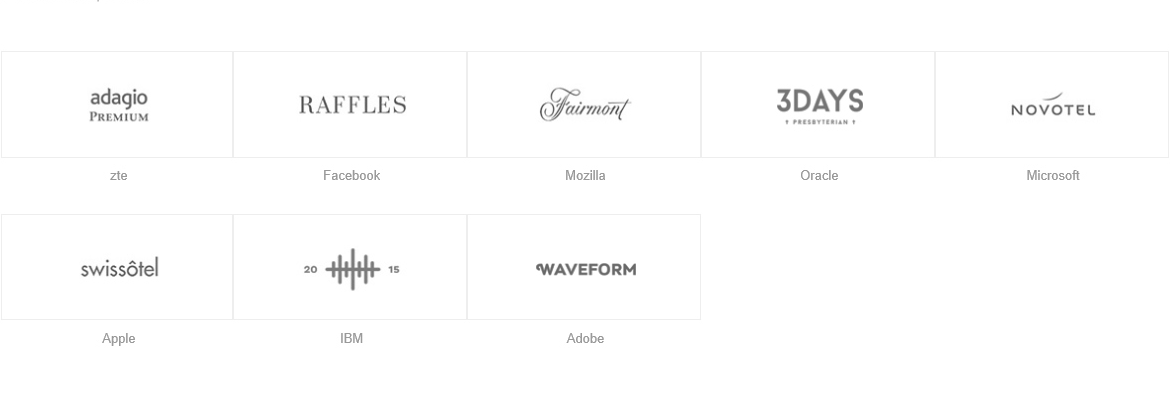 adagio
PREMIUM
RAFFLES
Fairmont
3DAYS
PRESBYTERIAN
NOVOTEL
zte
Facebook
Mozilla
Oracle
Microsoft
swissôtel
20 15
WAVEFORM
Apple
IBM
Adobe